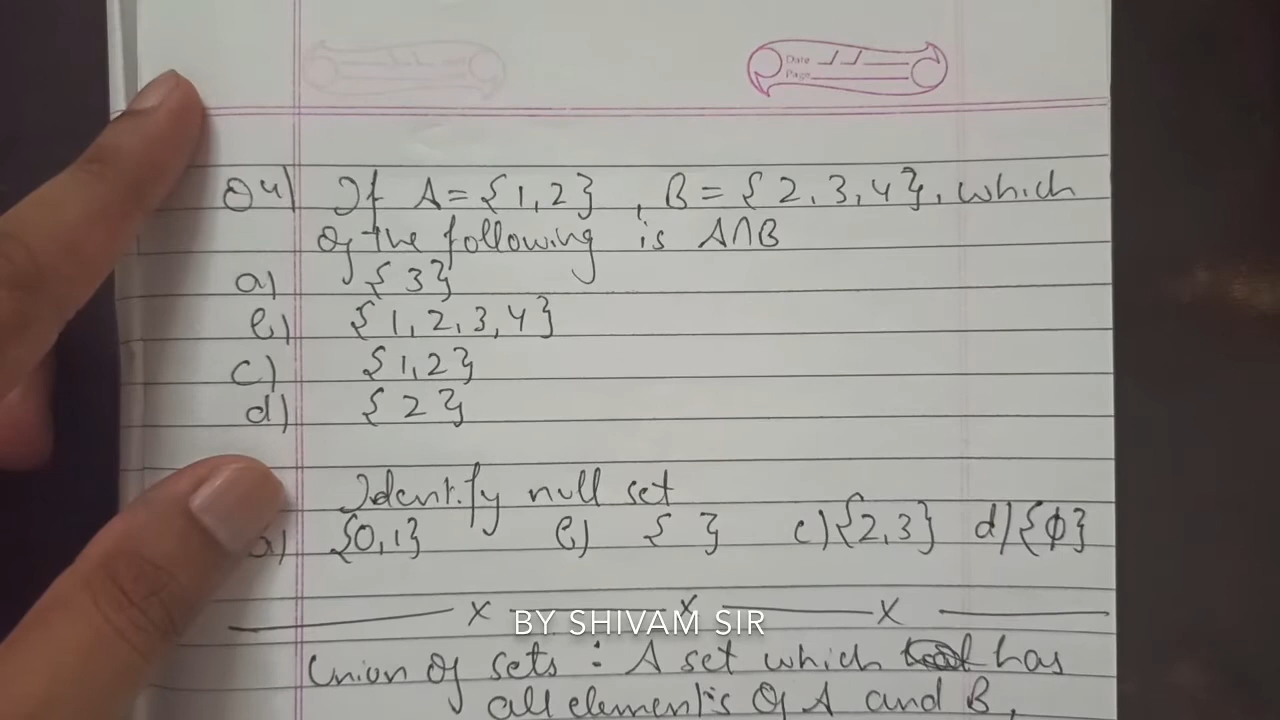 Date
Page
Q4) If A = {1, 2} , B = {2, 3, 4}, which
of the following is A∩B
a) {3}
b) {1, 2, 3, 4}
c) {1, 2}
d) {2}
Identify null set
a) {0, 1} b) { } c) {2, 3} d) {ϕ}
x x x
BY SHIVAM SIR
Union of sets : A set which has
all elements of A and B,